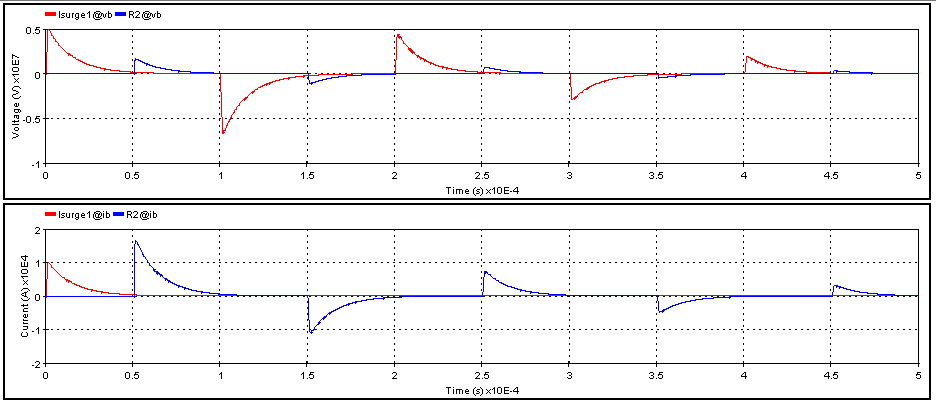 Isurge1@vb R2@vb
Voltage (V) x10E7
0.5
0
-0.5
-1
0 0.5 1 1.5 2 2.5 3 3.5 4 4.5 5
Time (s) x10E-4
Isurge1@ib R2@ib
Current (A) x10E4
2
1
0
-1
-2
0 0.5 1 1.5 2 2.5 3 3.5 4 4.5 5
Time (s) x10E-4